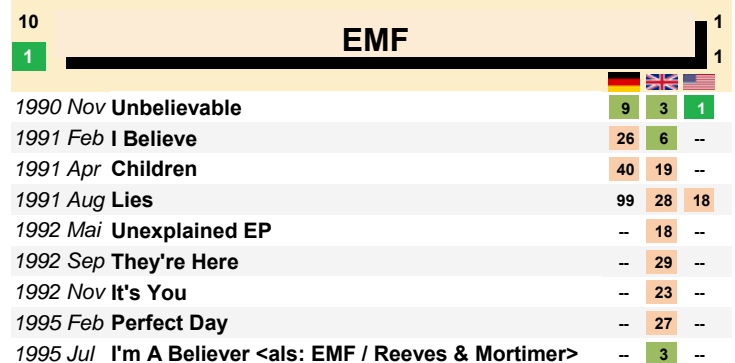 10 EMF 1
1 1
1990 Nov Unbelievable 9 3 1
1991 Feb I Believe 26 6 --
1991 Apr Children 40 19 --
1991 Aug Lies 99 28 18
1992 Mai Unexplained EP -- 18 --
1992 Sep They're Here -- 29 --
1992 Nov It's You -- 23 --
1995 Feb Perfect Day -- 27 --
1995 Jul I'm A Believer <als: EMF / Reeves & Mortimer> -- 3 --